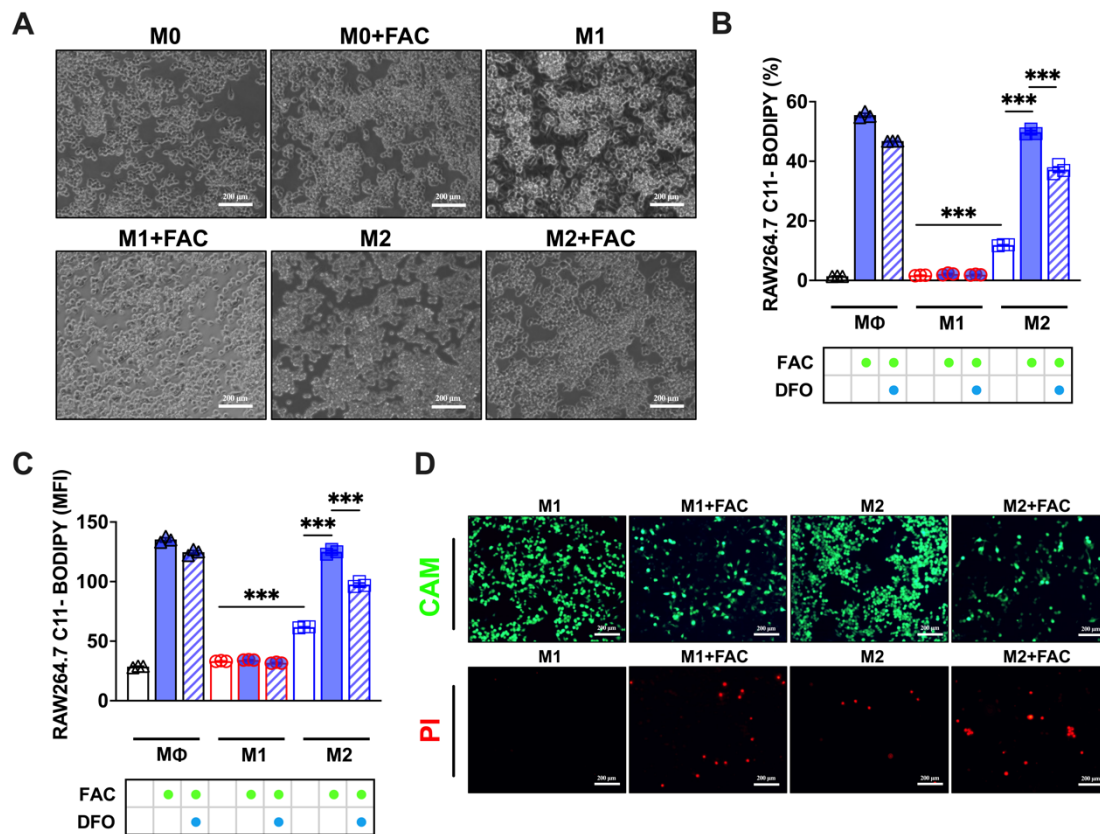 A
M0 M0+FAC M1
200 μm 200 μm 200 μm
M1+FAC M2 M2+FAC
200 μm 200 μm 200 μm
B
RAW264.7 C11- BODIPY (%)
60
40
20
0
***
***
***
MΦ M1 M2
FAC
DFO
C
RAW264.7 C11- BODIPY (MFI)
150
100
50
0
***
***
***
MΦ M1 M2
FAC
DFO
D
M1 M1+FAC M2 M2+FAC
CAM
200 μm 200 μm 200 μm 200 μm
M1 M1+FAC M2 M2+FAC
PI
200 μm 200 μm 200 μm 200 μm